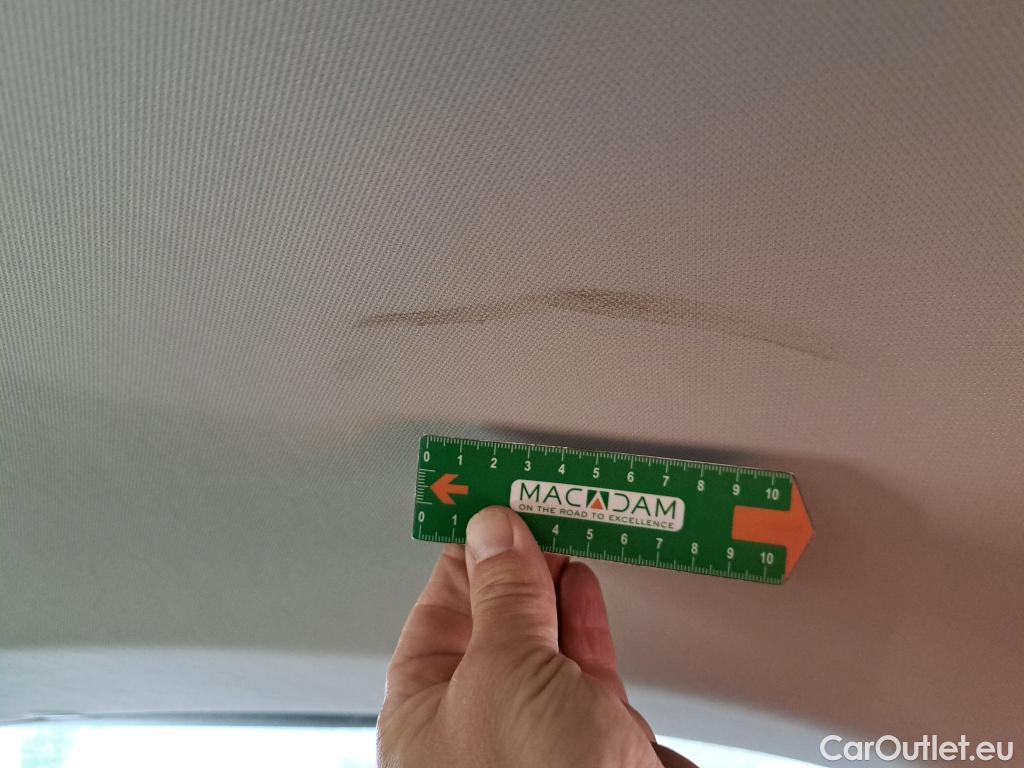 0 1 2 3 4 5 6 7 8 9 10
MACADAM
ON THE ROAD TO EXCELLENCE
0 1 4 5 6 7 8 9 10
CarOutlet.eu